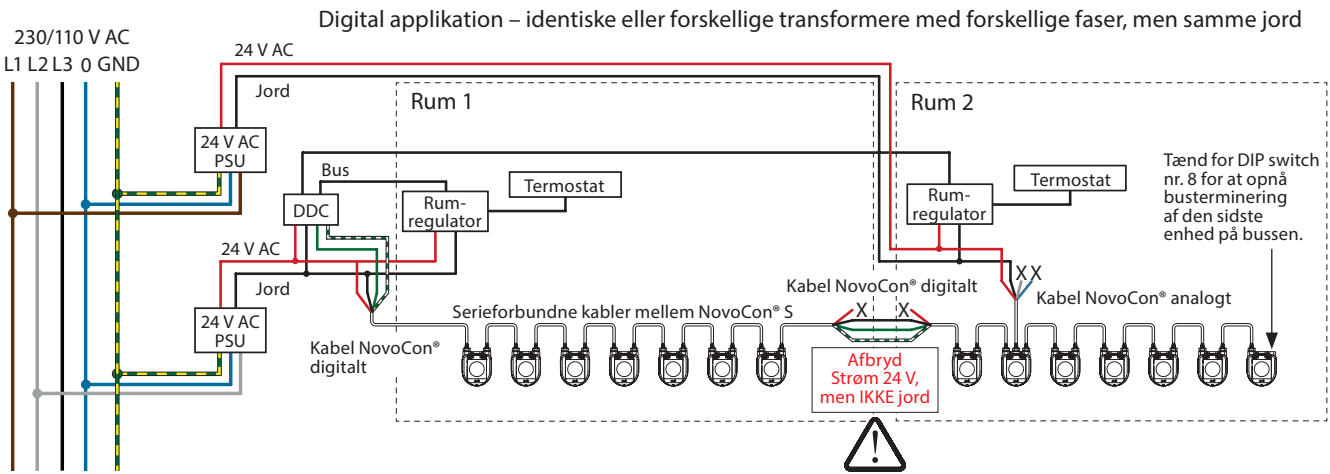 Digital applikation – identiske eller forskellige transformere med forskellige faser, men samme jord
230/110 V AC
L1 L2 L3 0 GND
24 V AC
Jord
24 V AC
PSU
Rum 1
Rum 2
Bus
Termostat
DDC
Rum-
regulator
Termostat
Rum-
regulator
Tænd for DIP switch
nr. 8 for at opnå
busterminering
af den sidste
enhed på bussen.
24 V AC
Jord
24 V AC
PSU
Kabel NovoCon®
digitalt
Serieforbundne kabler mellem NovoCon® S
Kabel NovoCon® digitalt
X X
X X
Kabel NovoCon® analogt
Afbryd
Strøm 24 V,
men IKKE jord
!